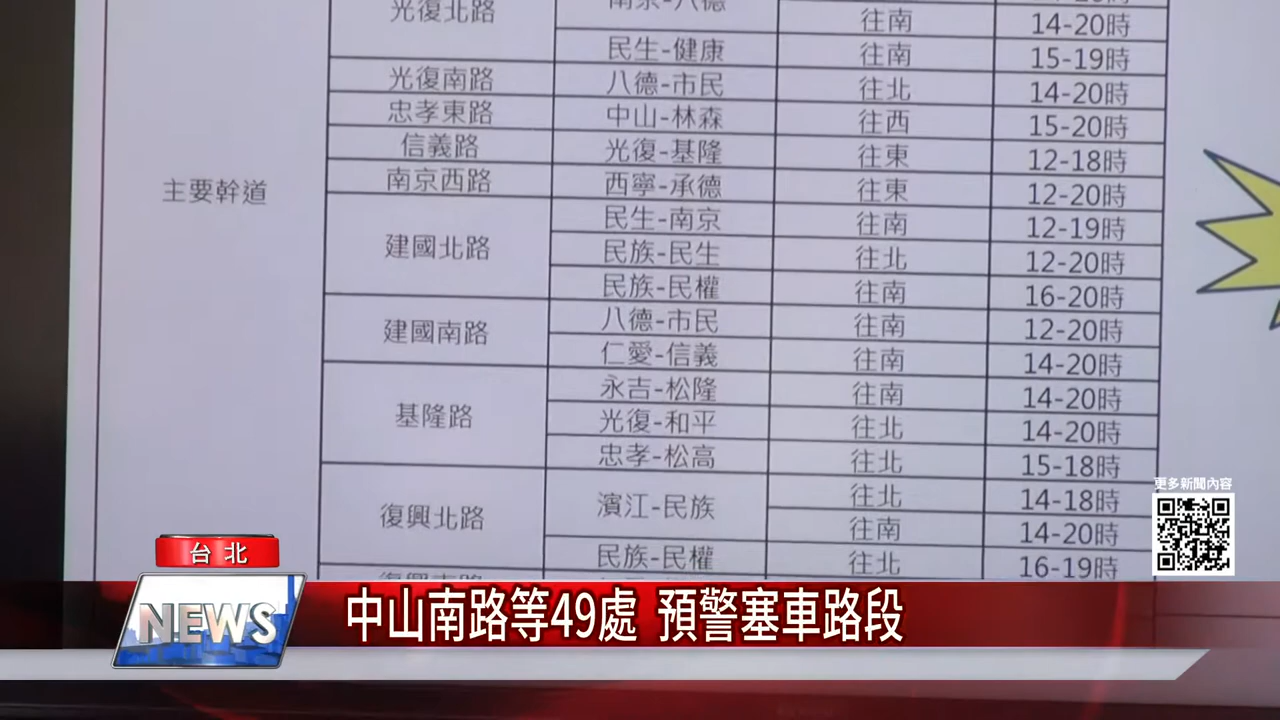 光復北路 南京-八德
往南 14-20時
民生-健康 往南 15-19時
光復南路 八德-市民 往北 14-20時
忠孝東路 中山-林森 往西 15-20時
信義路 光復-基隆 往東 12-18時
南京西路 西寧-承德 往東 12-20時
主要幹道
建國北路 民生-南京 往南 12-19時
民族-民生 往北 12-20時
民族-民權 往南 16-20時
建國南路 八德-市民 往南 12-20時
仁愛-信義 往南 14-20時
基隆路 永吉-松隆 往南 14-20時
光復-和平 往北 14-20時
忠孝-松高 往北 15-18時
復興北路 濱江-民族 往北 14-18時
往南 14-20時
民族-民權 往北 16-19時
更多新聞內容
台北
NEWS
中山南路等49處 預警塞車路段